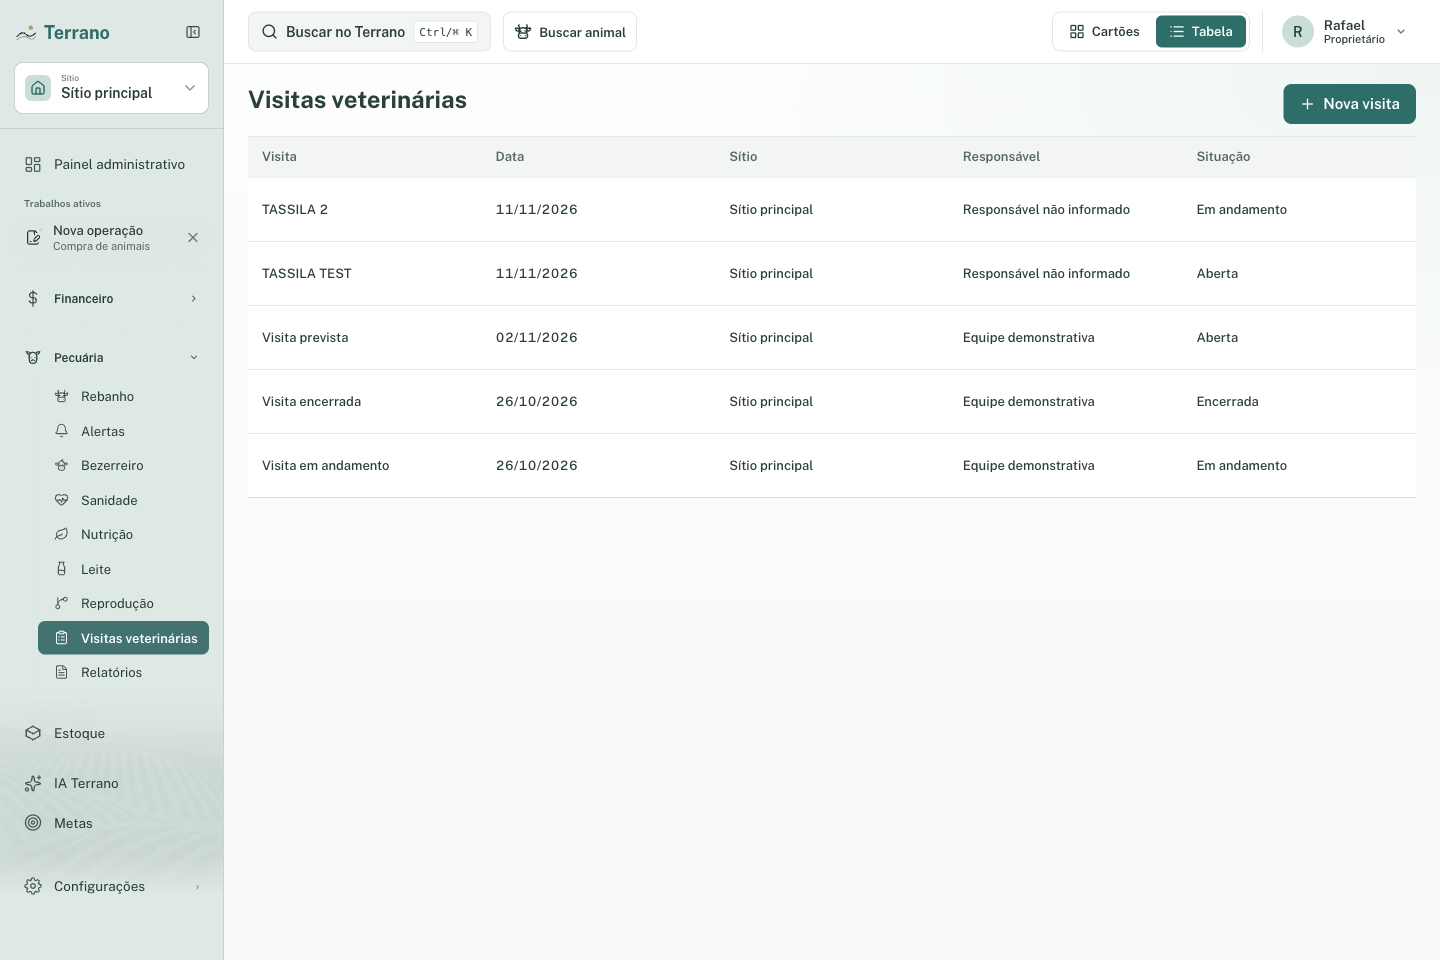 Terrano
Sítio
Sítio principal
Painel administrativo
Trabalhos ativos
Nova operação
Compra de animais
Financeiro
Pecuária
Rebanho
Alertas
Bezerreiro
Sanidade
Nutrição
Leite
Reprodução
Visitas veterinárias
Relatórios
Estoque
IA Terrano
Metas
Configurações
Buscar no Terrano Ctrl/⌘ K
Buscar animal
Cartões
Tabela
R
Rafael
Proprietário
Visitas veterinárias
Nova visita
Visita Data Sítio Responsável Situação
TASSILA 2 11/11/2026 Sítio principal Responsável não informado Em andamento
TASSILA TEST 11/11/2026 Sítio principal Responsável não informado Aberta
Visita prevista 02/11/2026 Sítio principal Equipe demonstrativa Aberta
Visita encerrada 26/10/2026 Sítio principal Equipe demonstrativa Encerrada
Visita em andamento 26/10/2026 Sítio principal Equipe demonstrativa Em andamento